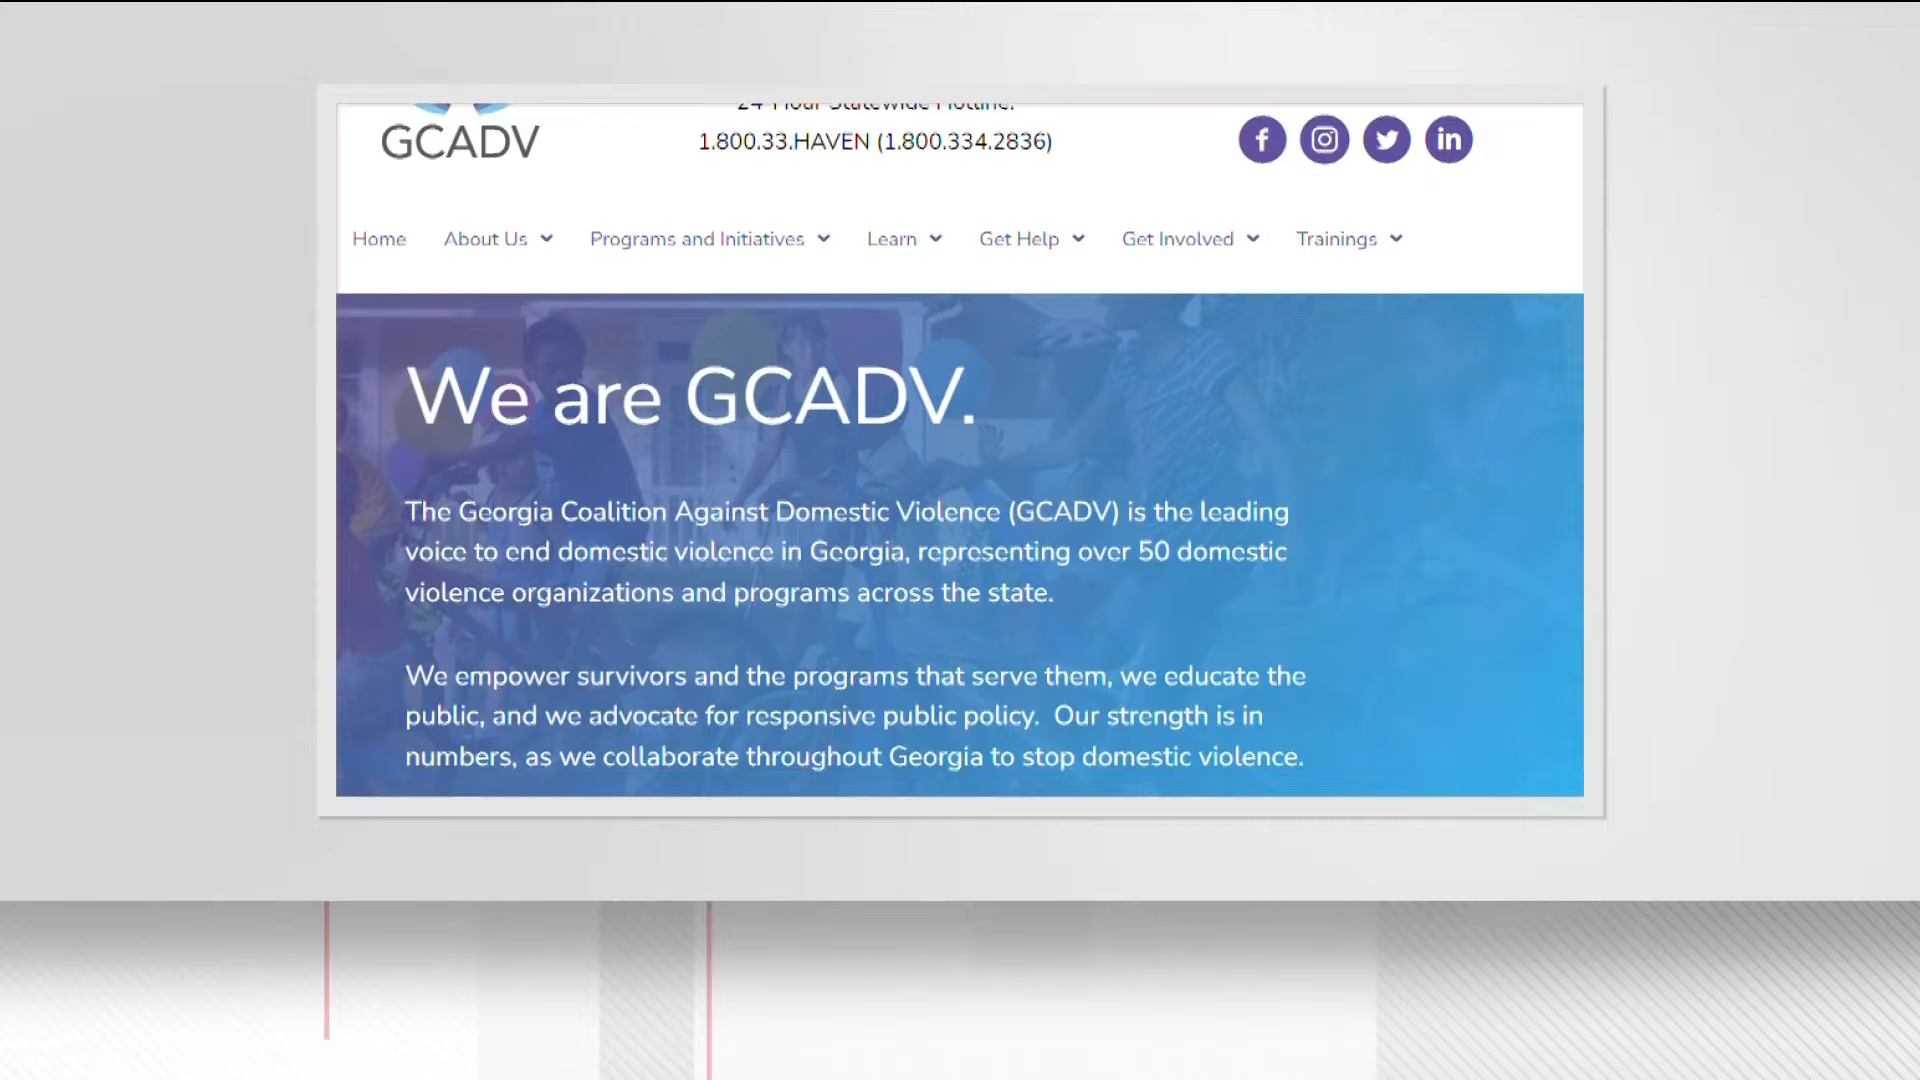 24-Hour Statewide Hotline:
GCADV
1.800.33.HAVEN (1.800.334.2836)
Home About Us Programs and Initiatives Learn Get Help Get Involved Trainings
We are GCADV.
The Georgia Coalition Against Domestic Violence (GCADV) is the leading
voice to end domestic violence in Georgia, representing over 50 domestic
violence organizations and programs across the state.
We empower survivors and the programs that serve them, we educate the
public, and we advocate for responsive public policy. Our strength is in
numbers, as we collaborate throughout Georgia to stop domestic violence.